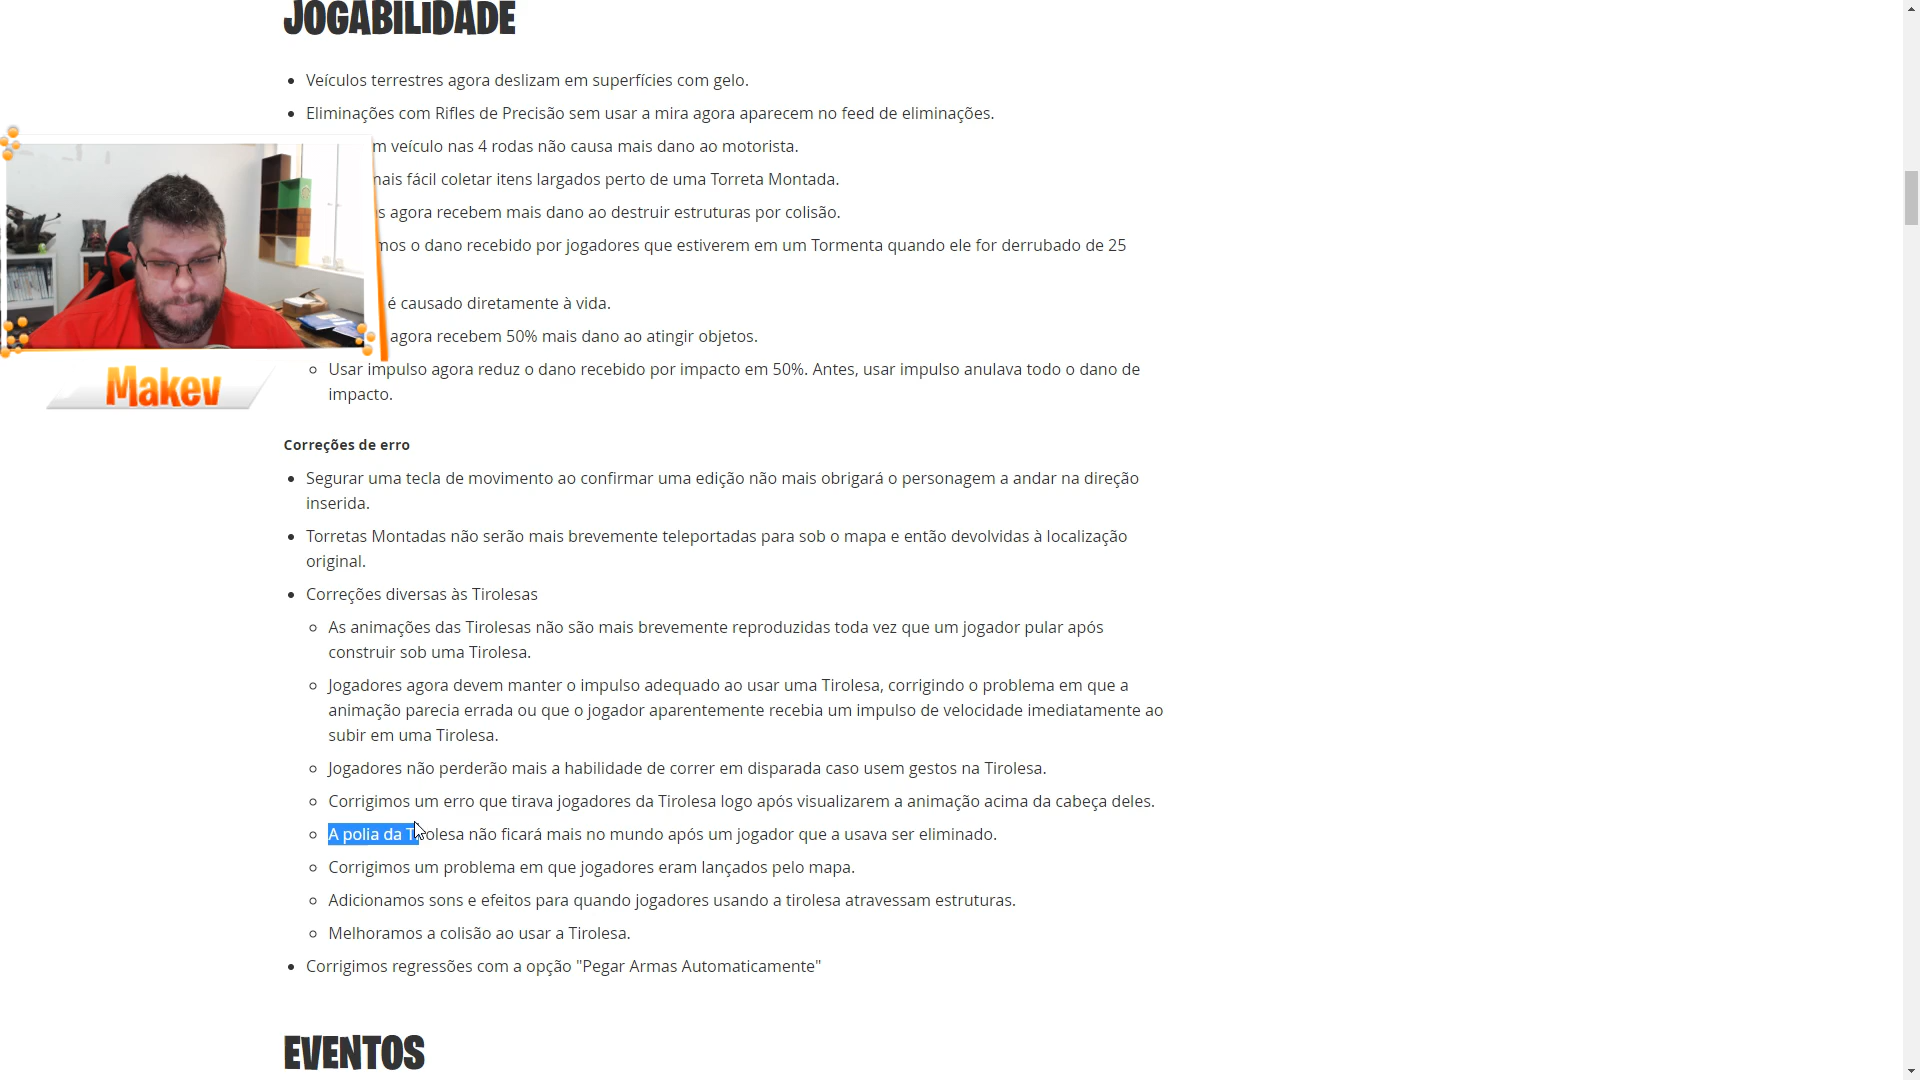 JOGABILIDADE
Veículos terrestres agora deslizam em superfícies com gelo.
Eliminações com Rifles de Precisão sem usar a mira agora aparecem no feed de eliminações.
veículo nas 4 rodas não causa mais dano ao motorista.
mais fácil coletar itens largados perto de uma Torreta Montada.
agora recebem mais dano ao destruir estruturas por colisão.
o dano recebido por jogadores que estiverem em um Tormenta quando ele for derrubado de 25
é causado diretamente à vida.
agora recebem 50% mais dano ao atingir objetos.
Usar impulso agora reduz o dano recebido por impacto em 50%. Antes, usar impulso anulava todo o dano de
impacto.
Makev
Correções de erro
Segurar uma tecla de movimento ao confirmar uma edição não mais obrigará o personagem a andar na direção
inserida.
Torretas Montadas não serão mais brevemente teleportadas para sob o mapa e então devolvidas à localização
original.
Correções diversas às Tirolesas
As animações das Tirolesas não são mais brevemente reproduzidas toda vez que um jogador pular após
construir sob uma Tirolesa.
Jogadores agora devem manter o impulso adequado ao usar uma Tirolesa, corrigindo o problema em que a
animação parecia errada ou que o jogador aparentemente recebia um impulso de velocidade imediatamente ao
subir em uma Tirolesa.
Jogadores não perderão mais a habilidade de correr em disparada caso usem gestos na Tirolesa.
Corrigimos um erro que tirava jogadores da Tirolesa logo após visualizarem a animação acima da cabeça deles.
A polia da Tirolesa não ficará mais no mundo após um jogador que a usava ser eliminado.
Corrigimos um problema em que jogadores eram lançados pelo mapa.
Adicionamos sons e efeitos para quando jogadores usando a tirolesa atravessam estruturas.
Melhoramos a colisão ao usar a Tirolesa.
Corrigimos regressões com a opção "Pegar Armas Automaticamente"
EVENTOS